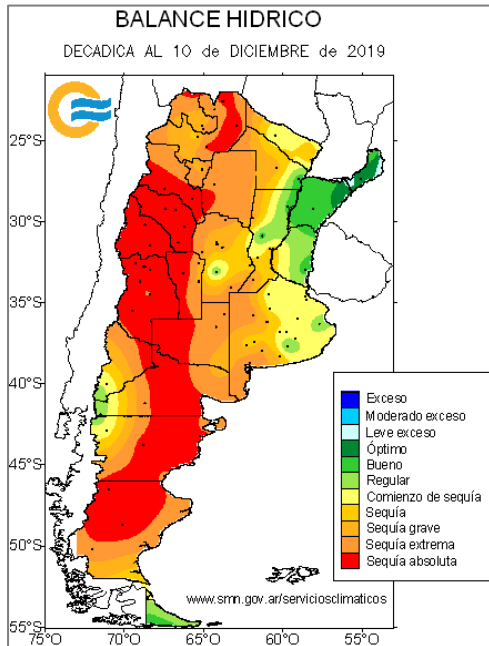 BALANCE HIDRICO
DECADICA AL 10 de DICIEMBRE de 2019
25°S
30°S
35°S
40°S
45°S
50°S
55°S
75°O
70°O
65°O
60°O
55°O
Exceso
Moderado exceso
Leve exceso
Óptimo
Bueno
Regular
Comienzo de sequía
Sequía
Sequía grave
Sequía extrema
Sequía absoluta
www.smn.gov.ar/serviciosclimaticos